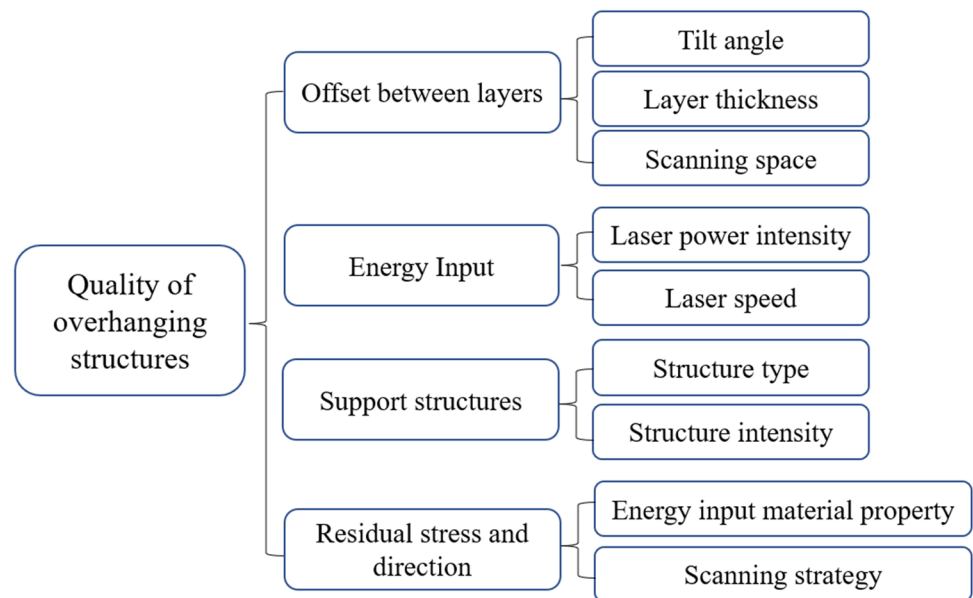 Quality of
overhanging
structures
Offset between layers
Tilt angle
Layer thickness
Scanning space
Energy Input
Laser power intensity
Laser speed
Support structures
Structure type
Structure intensity
Residual stress and
direction
Energy input material property
Scanning strategy